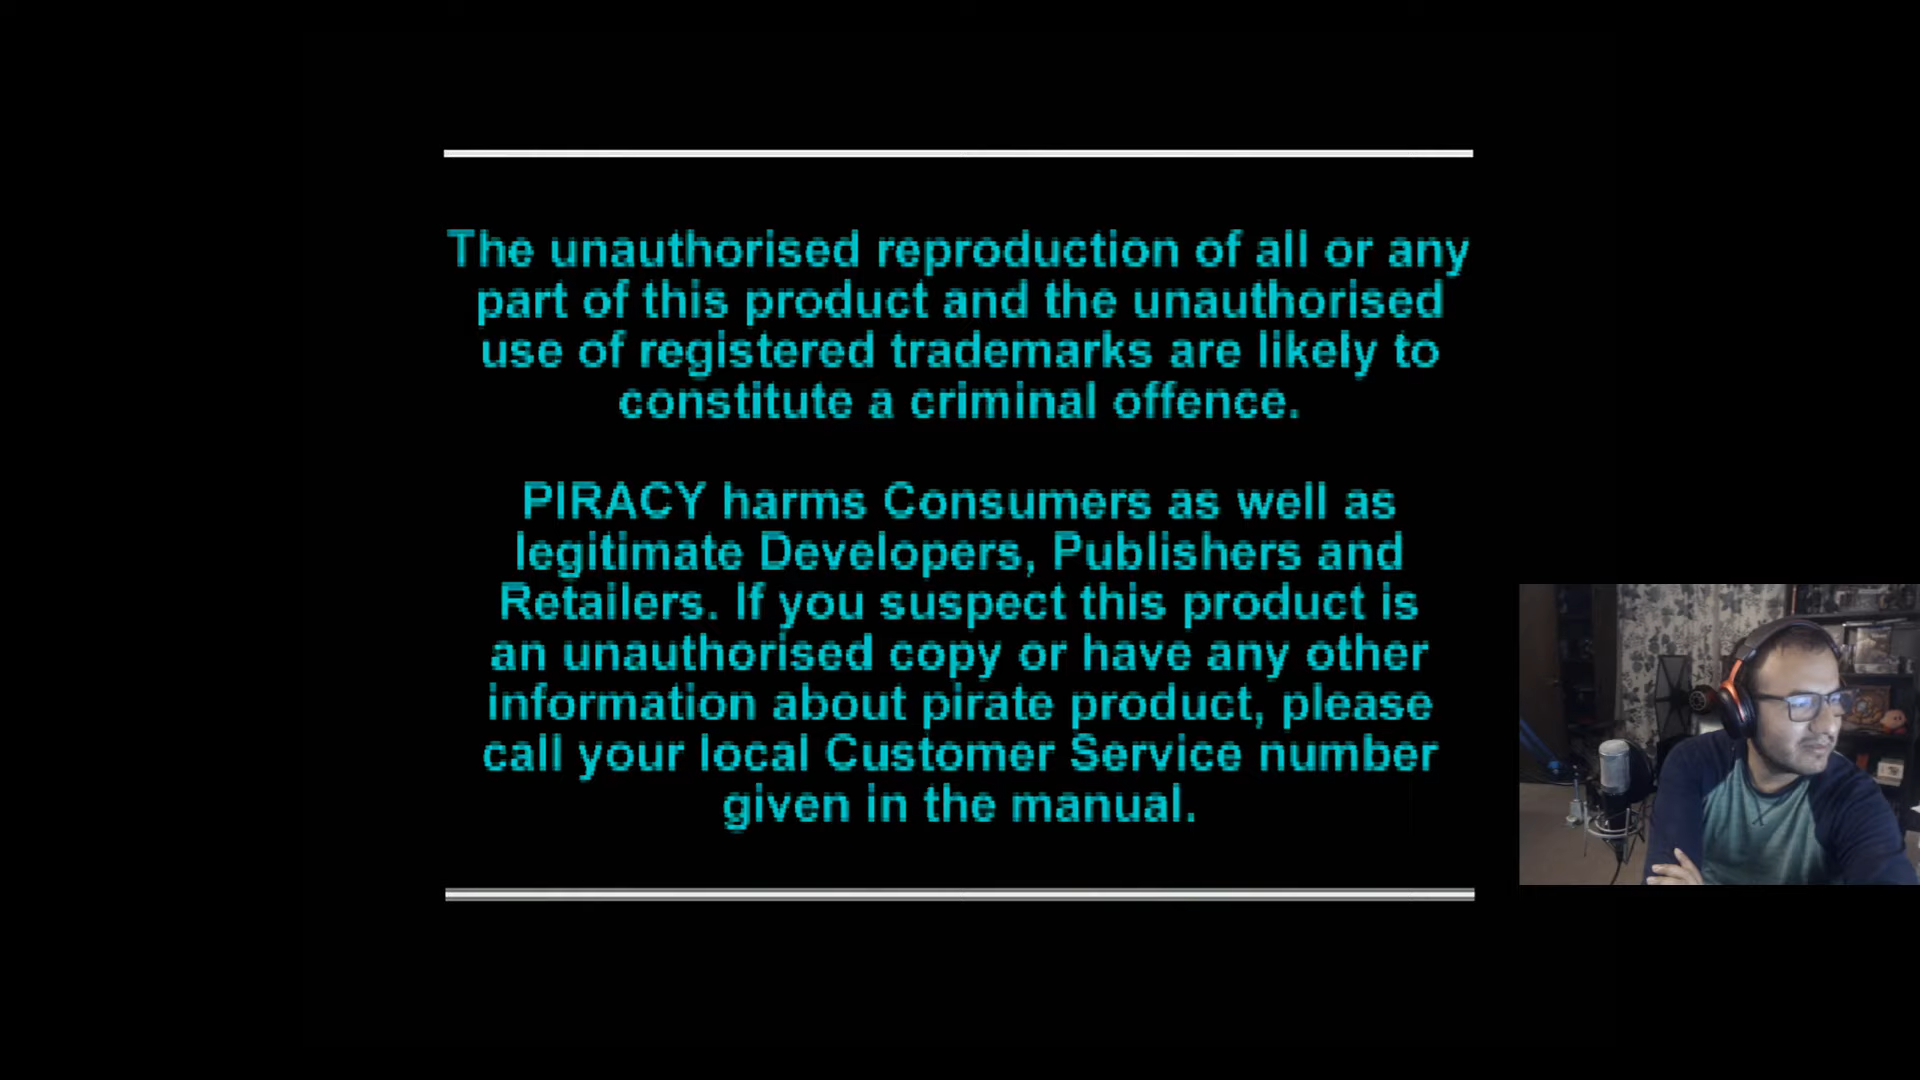 The unauthorised reproduction of all or any
part of this product and the unauthorised
use of registered trademarks are likely to
constitute a criminal offence.
PIRACY harms Consumers as well as
legitimate Developers, Publishers and
Retailers. If you suspect this product is
an unauthorised copy or have any other
information about pirate product, please
call your local Customer Service number
given in the manual.